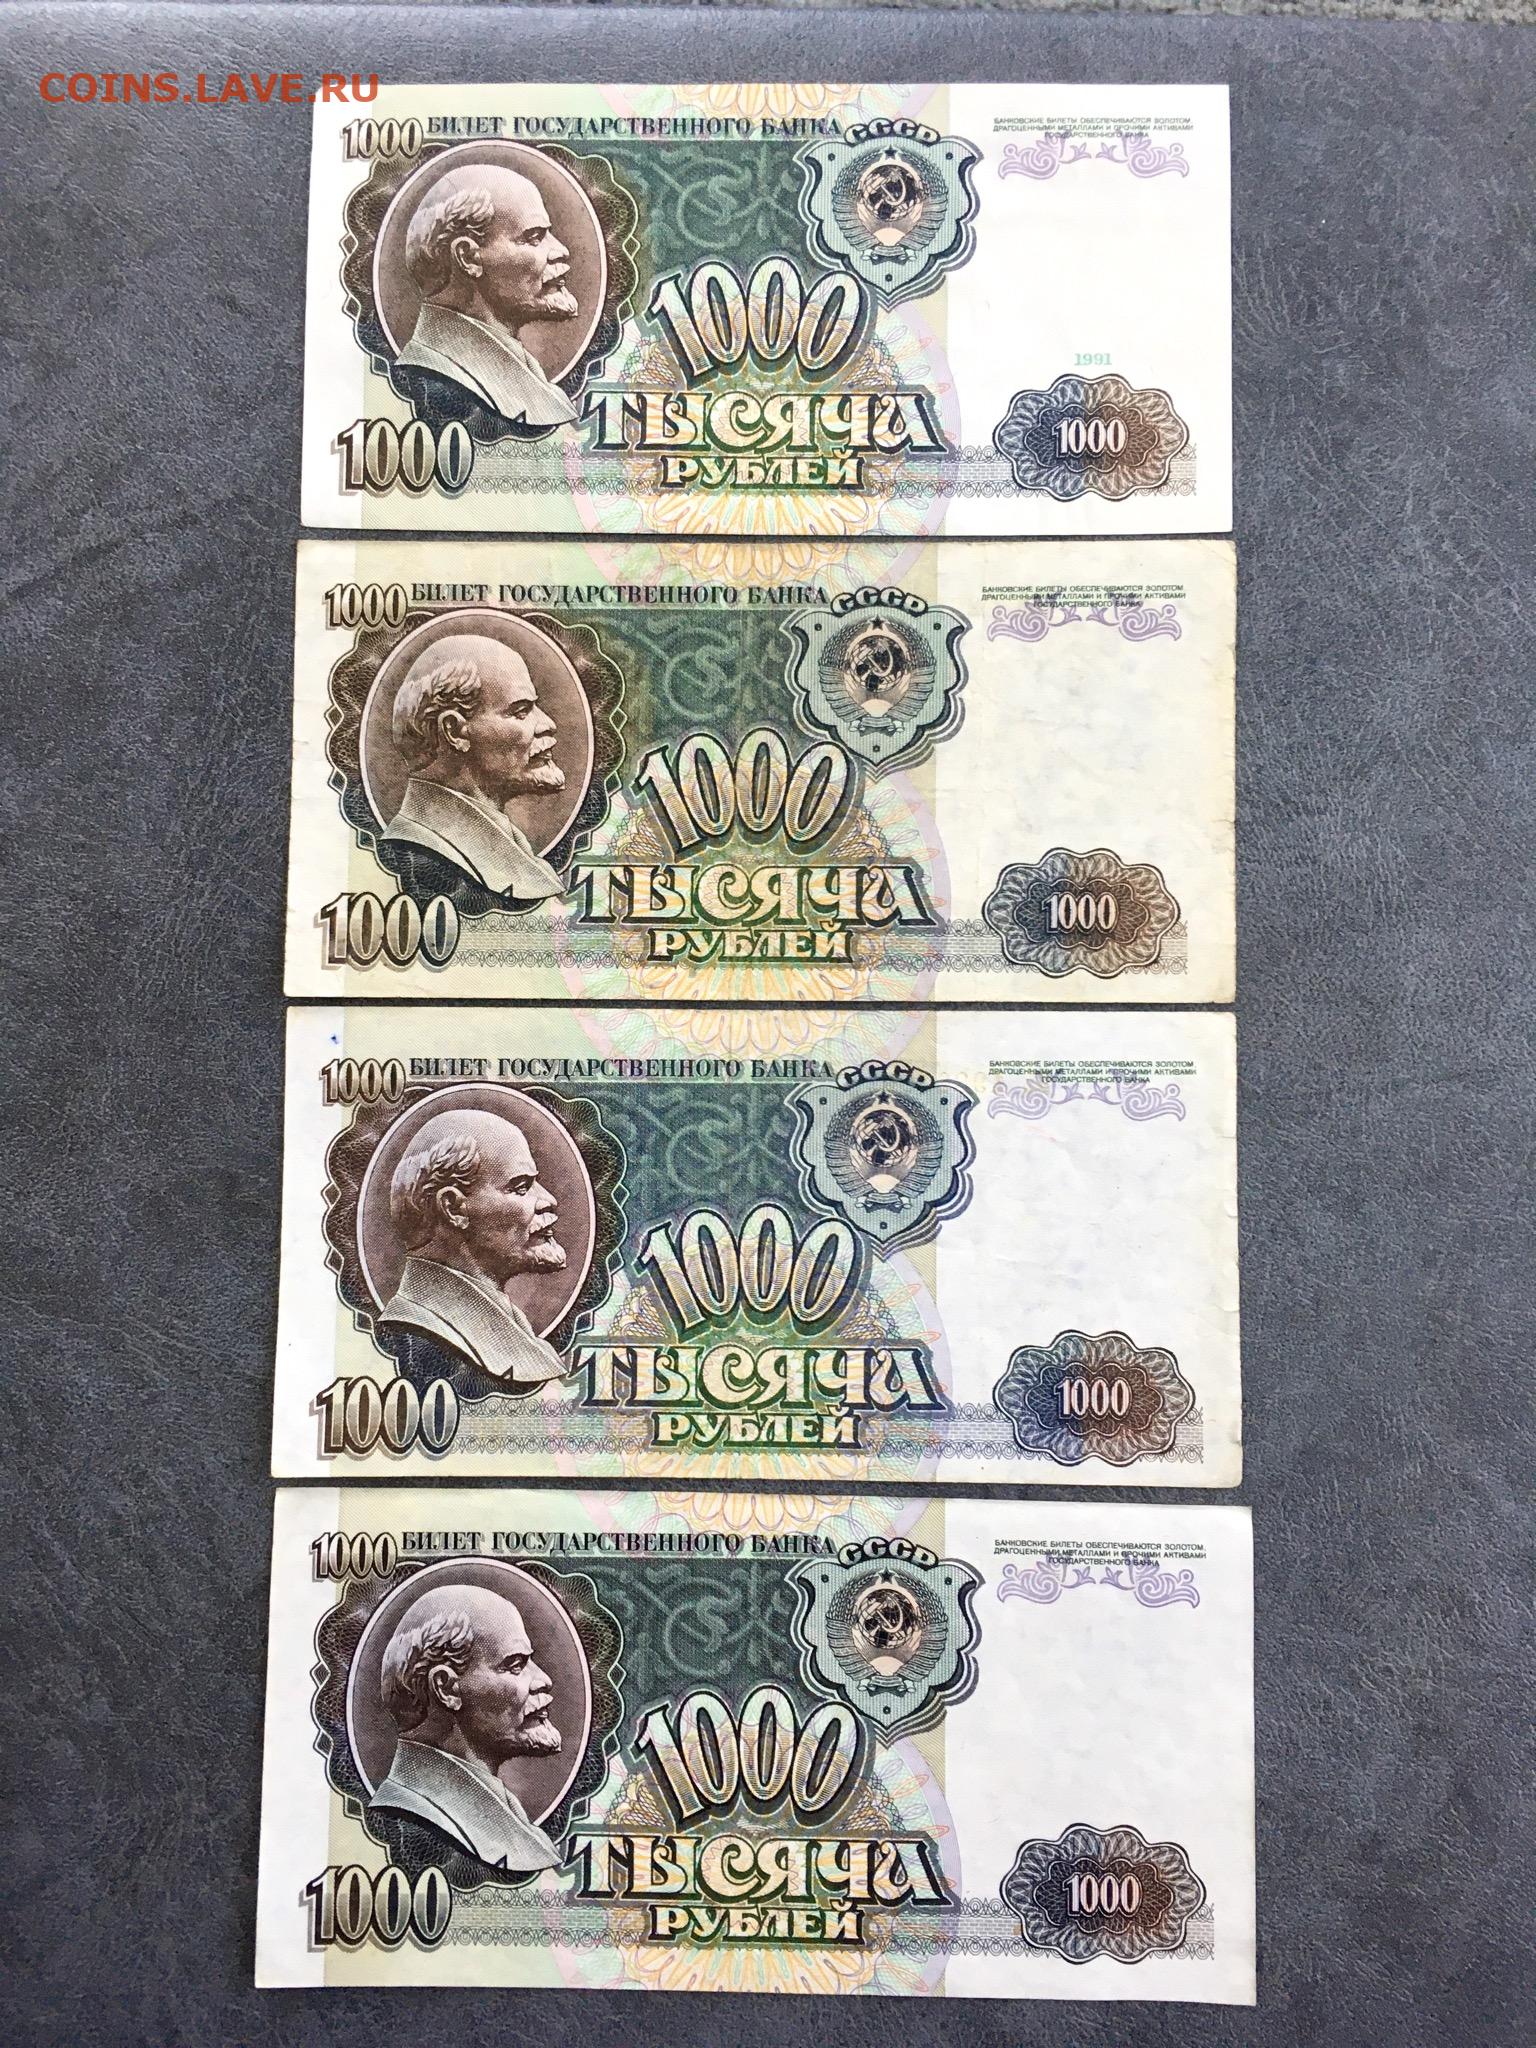 COINS.LAVE.RU
1000 БИЛЕТ ГОСУДАРСТВЕННОГО БАНКА СССР
БАНКОВСКИЕ БИЛЕТЫ ОБЕСПЕЧИВАЮТСЯ ЗОЛОТОМ,
ДРАГОЦЕННЫМИ МЕТАЛЛАМИ И ПРОЧИМИ АКТИВАМИ
ГОСУДАРСТВЕННОГО БАНКА
1000
1991
ТЫСЯЧА
1000
1000
РУБЛЕЙ
1000 БИЛЕТ ГОСУДАРСТВЕННОГО БАНКА СССР
БАНКОВСКИЕ БИЛЕТЫ ОБЕСПЕЧИВАЮТСЯ ЗОЛОТОМ,
ДРАГОЦЕННЫМИ МЕТАЛЛАМИ И ПРОЧИМИ АКТИВАМИ
ГОСУДАРСТВЕННОГО БАНКА
1000
ТЫСЯЧА
1000
1000
РУБЛЕЙ
1000 БИЛЕТ ГОСУДАРСТВЕННОГО БАНКА СССР
БАНКОВСКИЕ БИЛЕТЫ ОБЕСПЕЧИВАЮТСЯ ЗОЛОТОМ,
ДРАГОЦЕННЫМИ МЕТАЛЛАМИ И ПРОЧИМИ АКТИВАМИ
ГОСУДАРСТВЕННОГО БАНКА
1000
ТЫСЯЧА
1000
1000
РУБЛЕЙ
1000 БИЛЕТ ГОСУДАРСТВЕННОГО БАНКА СССР
БАНКОВСКИЕ БИЛЕТЫ ОБЕСПЕЧИВАЮТСЯ ЗОЛОТОМ,
ДРАГОЦЕННЫМИ МЕТАЛЛАМИ И ПРОЧИМИ АКТИВАМИ
ГОСУДАРСТВЕННОГО БАНКА
1000
ТЫСЯЧА
1000
1000
РУБЛЕЙ